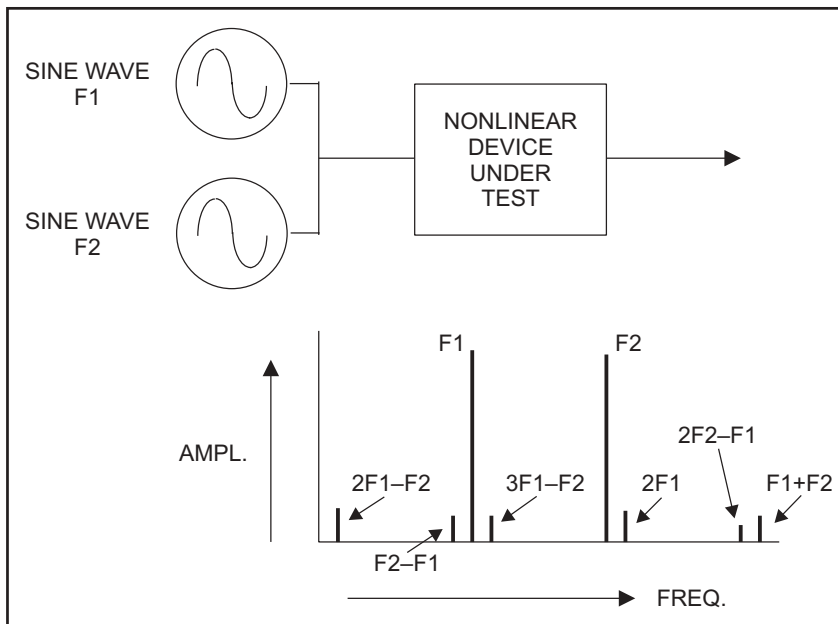 SINE WAVE
F1
NONLINEAR
DEVICE
UNDER
TEST
SINE WAVE
F2
F1
F2
AMPL.
2F1–F2
F2–F1
3F1–F2
2F1
2F2–F1
F1+F2
FREQ.